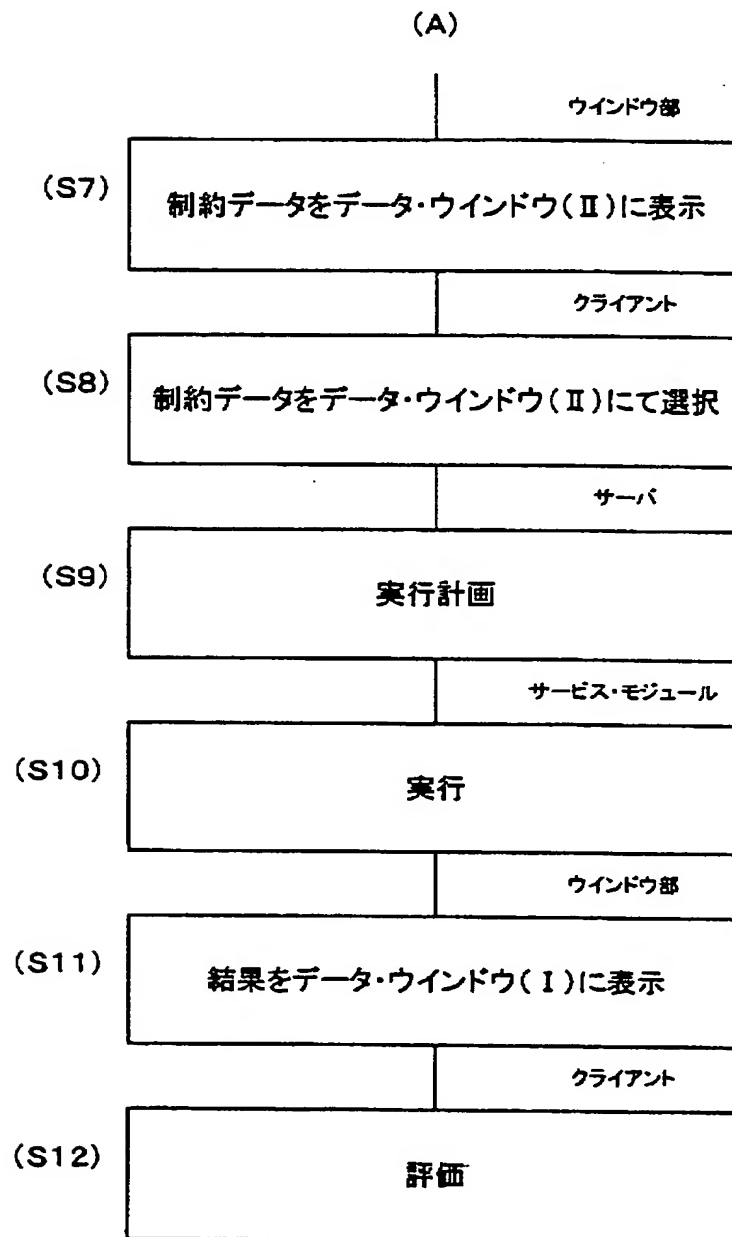 (A)
ウインドウ部
(S7)
制約データをデータ・ウインドウ(Ⅱ)に表示
クライアント
(S8)
制約データをデータ・ウインドウ(Ⅱ)にて選択
サーバ
(S9)
実行計画
サービス・モジュール
(S10)
実行
ウインドウ部
(S11)
結果をデータ・ウインドウ(Ⅰ)に表示
クライアント
(S12)
評価